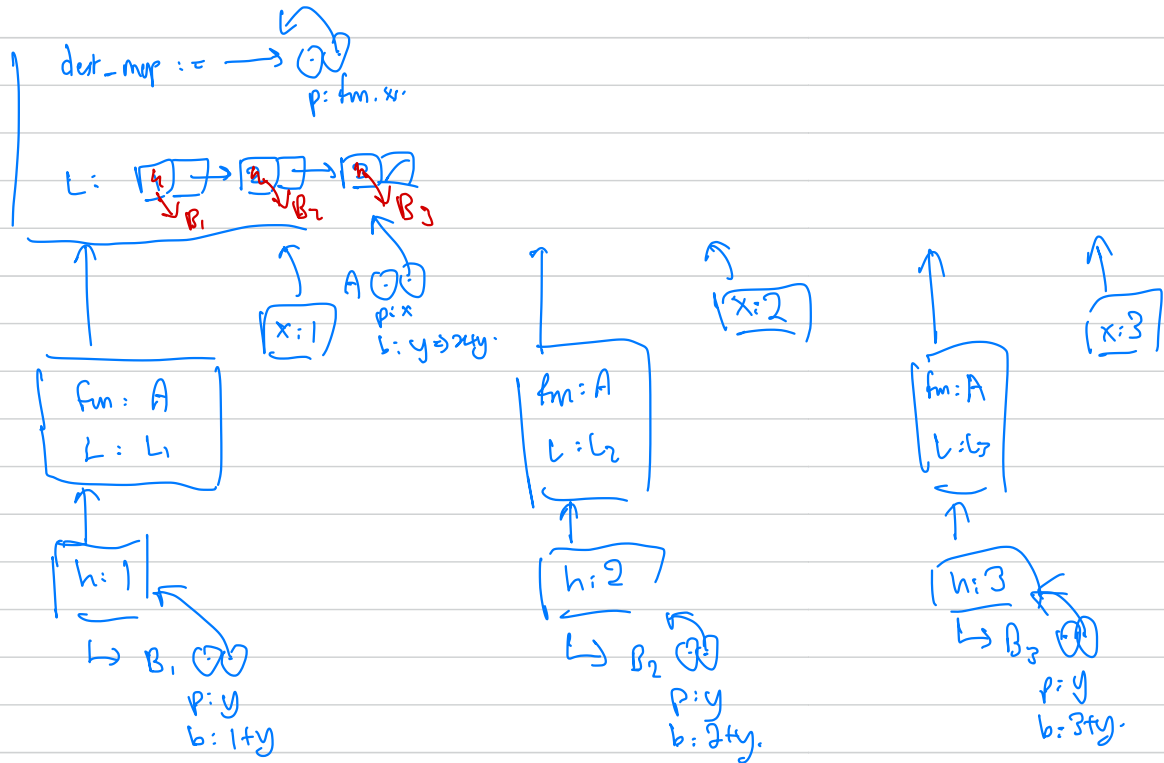 dest_map :=
p: fm. x.
L:
B1 B2 B3
A
x:1
p: x
b: y => x+y.
x:2
x:3
fm: A
L: L1
fm: A
L: L2
fm: A
L: L3
h: 1
h: 2
h: 3
B1
p: y
b: 1+y
B2
p: y
b: 2+y.
B3
p: y
b: 3+y.